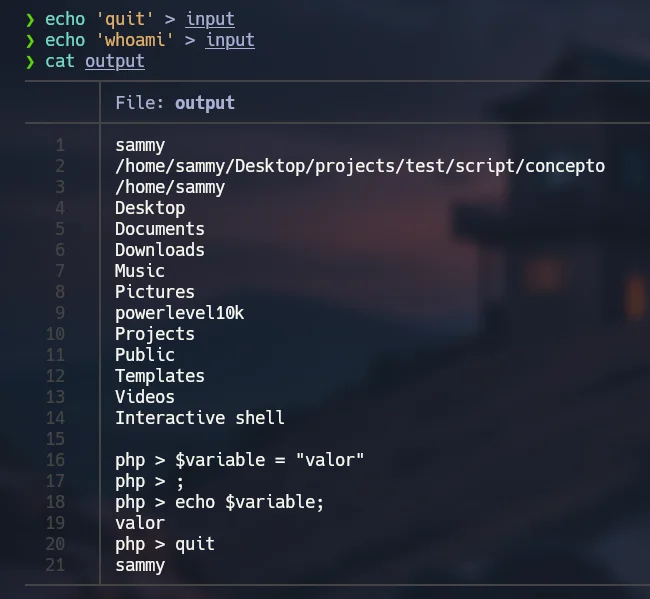 ❯ echo 'quit' > input
❯ echo 'whoami' > input
❯ cat output
File: output
1 sammy
2 /home/sammy/Desktop/projects/test/script/concepto
3 /home/sammy
4 Desktop
5 Documents
6 Downloads
7 Music
8 Pictures
9 powerlevel10k
10 Projects
11 Public
12 Templates
13 Videos
14 Interactive shell
15
16 php > $variable = "valor"
17 php > ;
18 php > echo $variable;
19 valor
20 php > quit
21 sammy